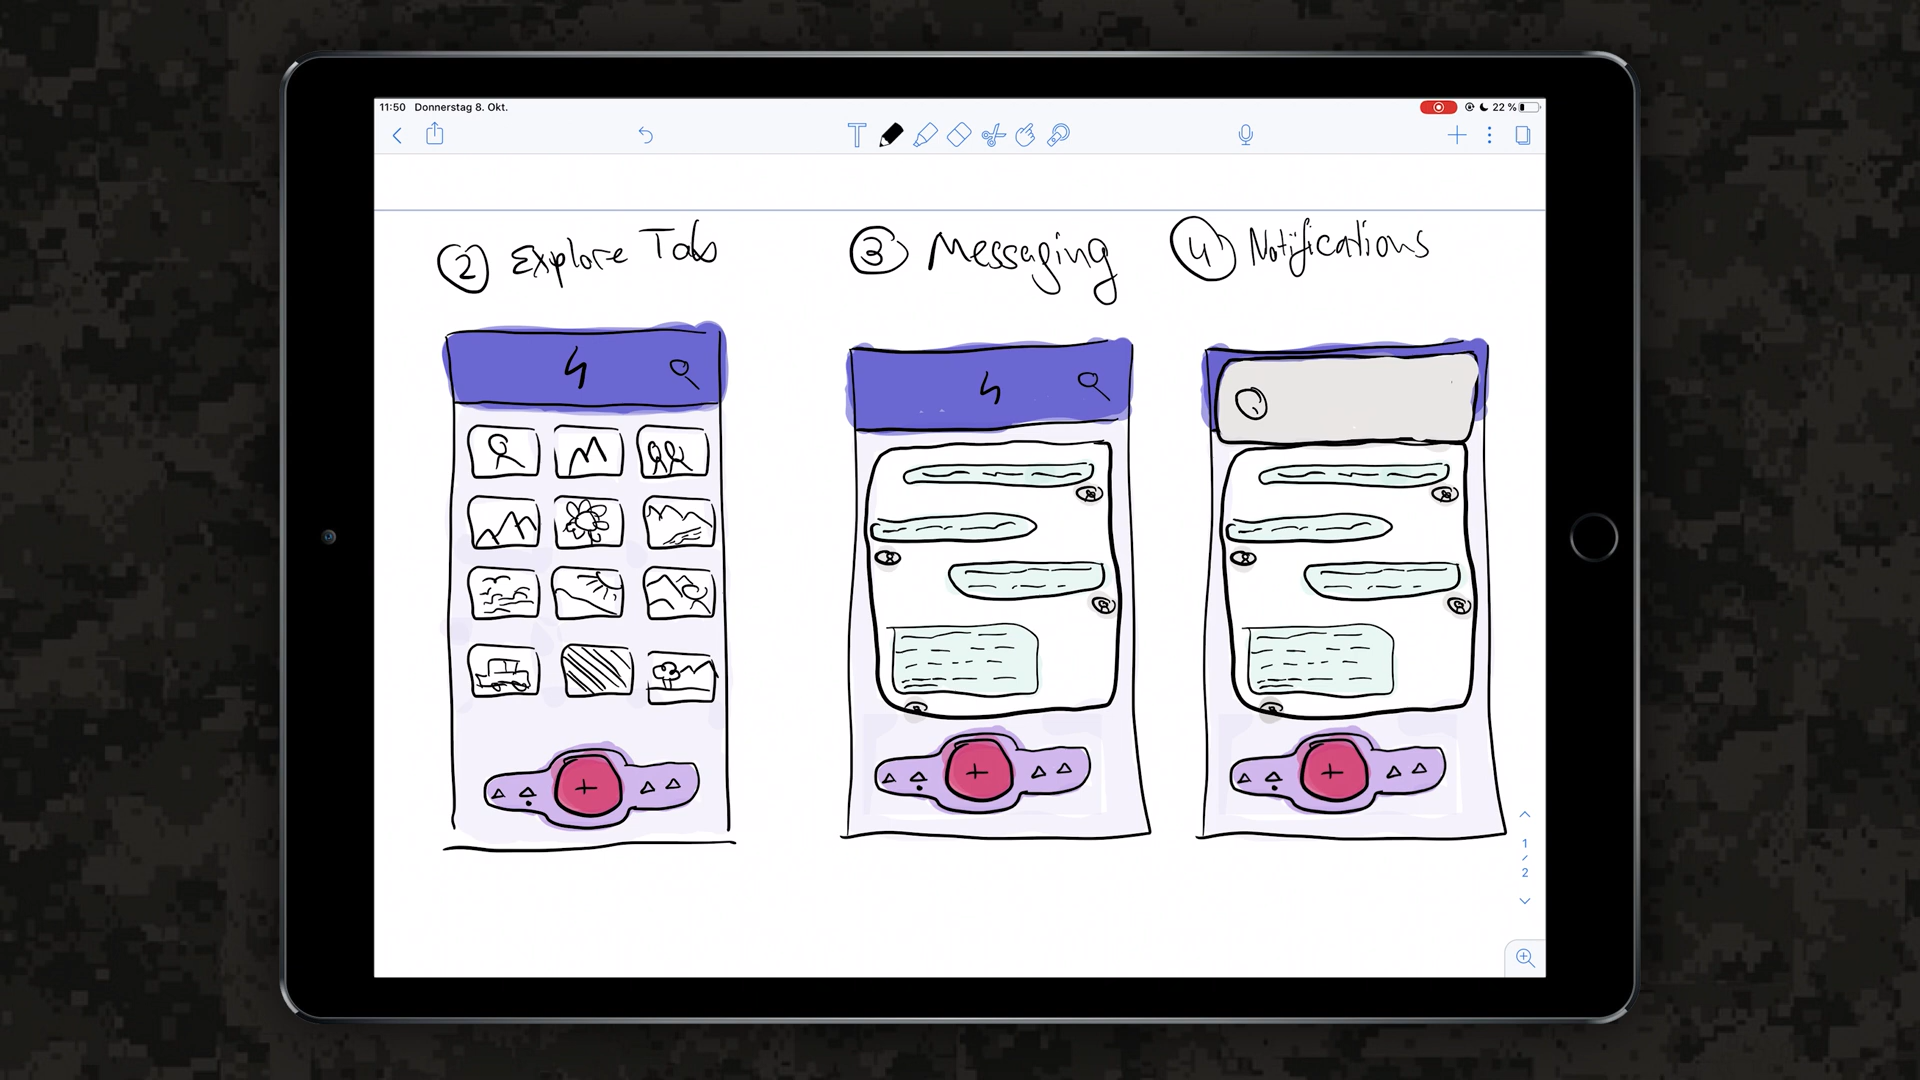 11:50 Donnerstag 8. Okt.
22 %
② Explore Tab
③ Messaging
④ Notifications
1
/
2